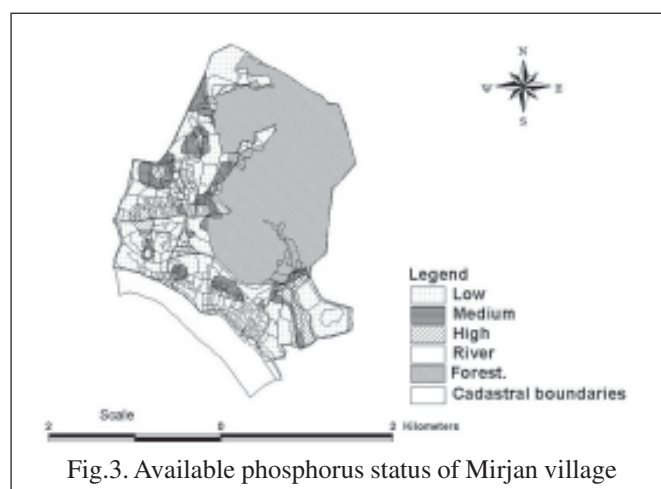 N
W E
S
Legend
Low
Medium
High
River
Forest.
Cadastral boundaries
Scale
2 0 2 Kilometers
Fig.3. Available phosphorus status of Mirjan village